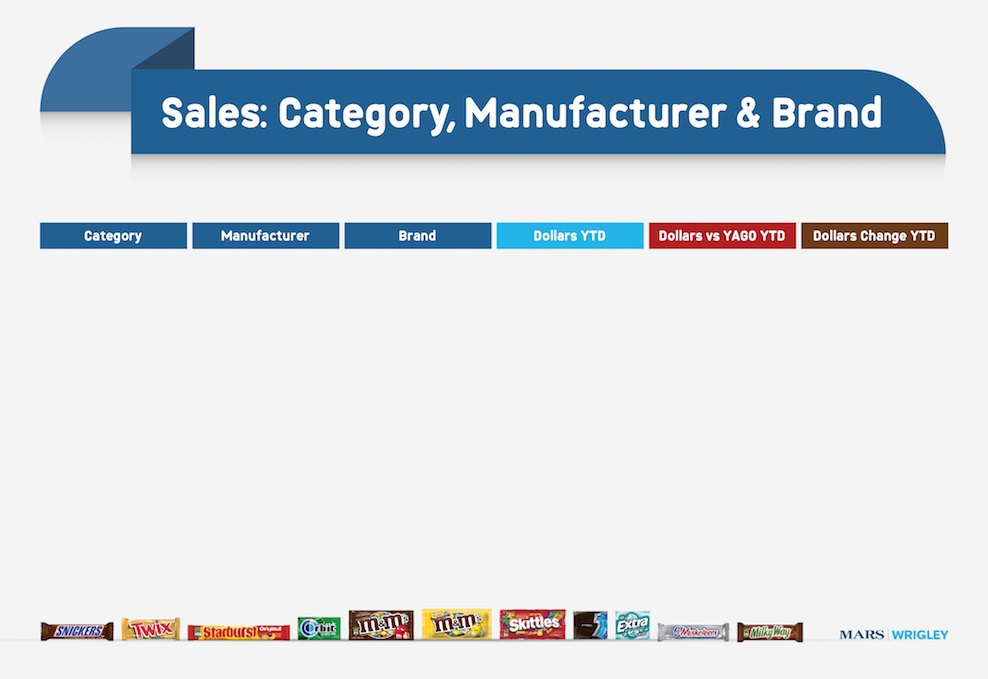 Sales: Category, Manufacturer & Brand
Category
Manufacturer
Brand
Dollars YTD
Dollars vs YAGO YTD
Dollars Change YTD
SNICKERS
TWIX
Starburst Original
Orbit
m&m's
m&m's
Skittles
5
Extra
3 Musketeers
Milky Way
MARS | WRIGLEY